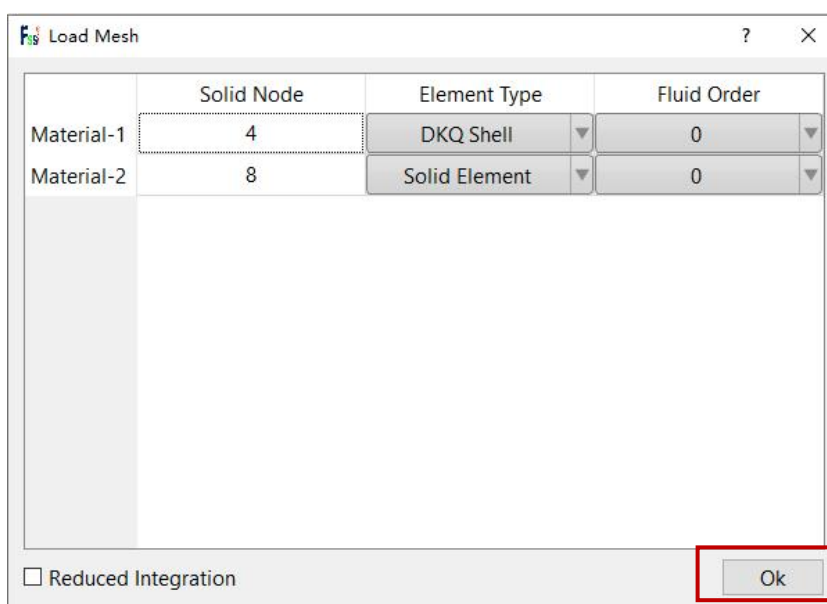 Load Mesh ?
Solid Node Element Type Fluid Order
Material-1 4 DKQ Shell 0
Material-2 8 Solid Element 0
Reduced Integration Ok